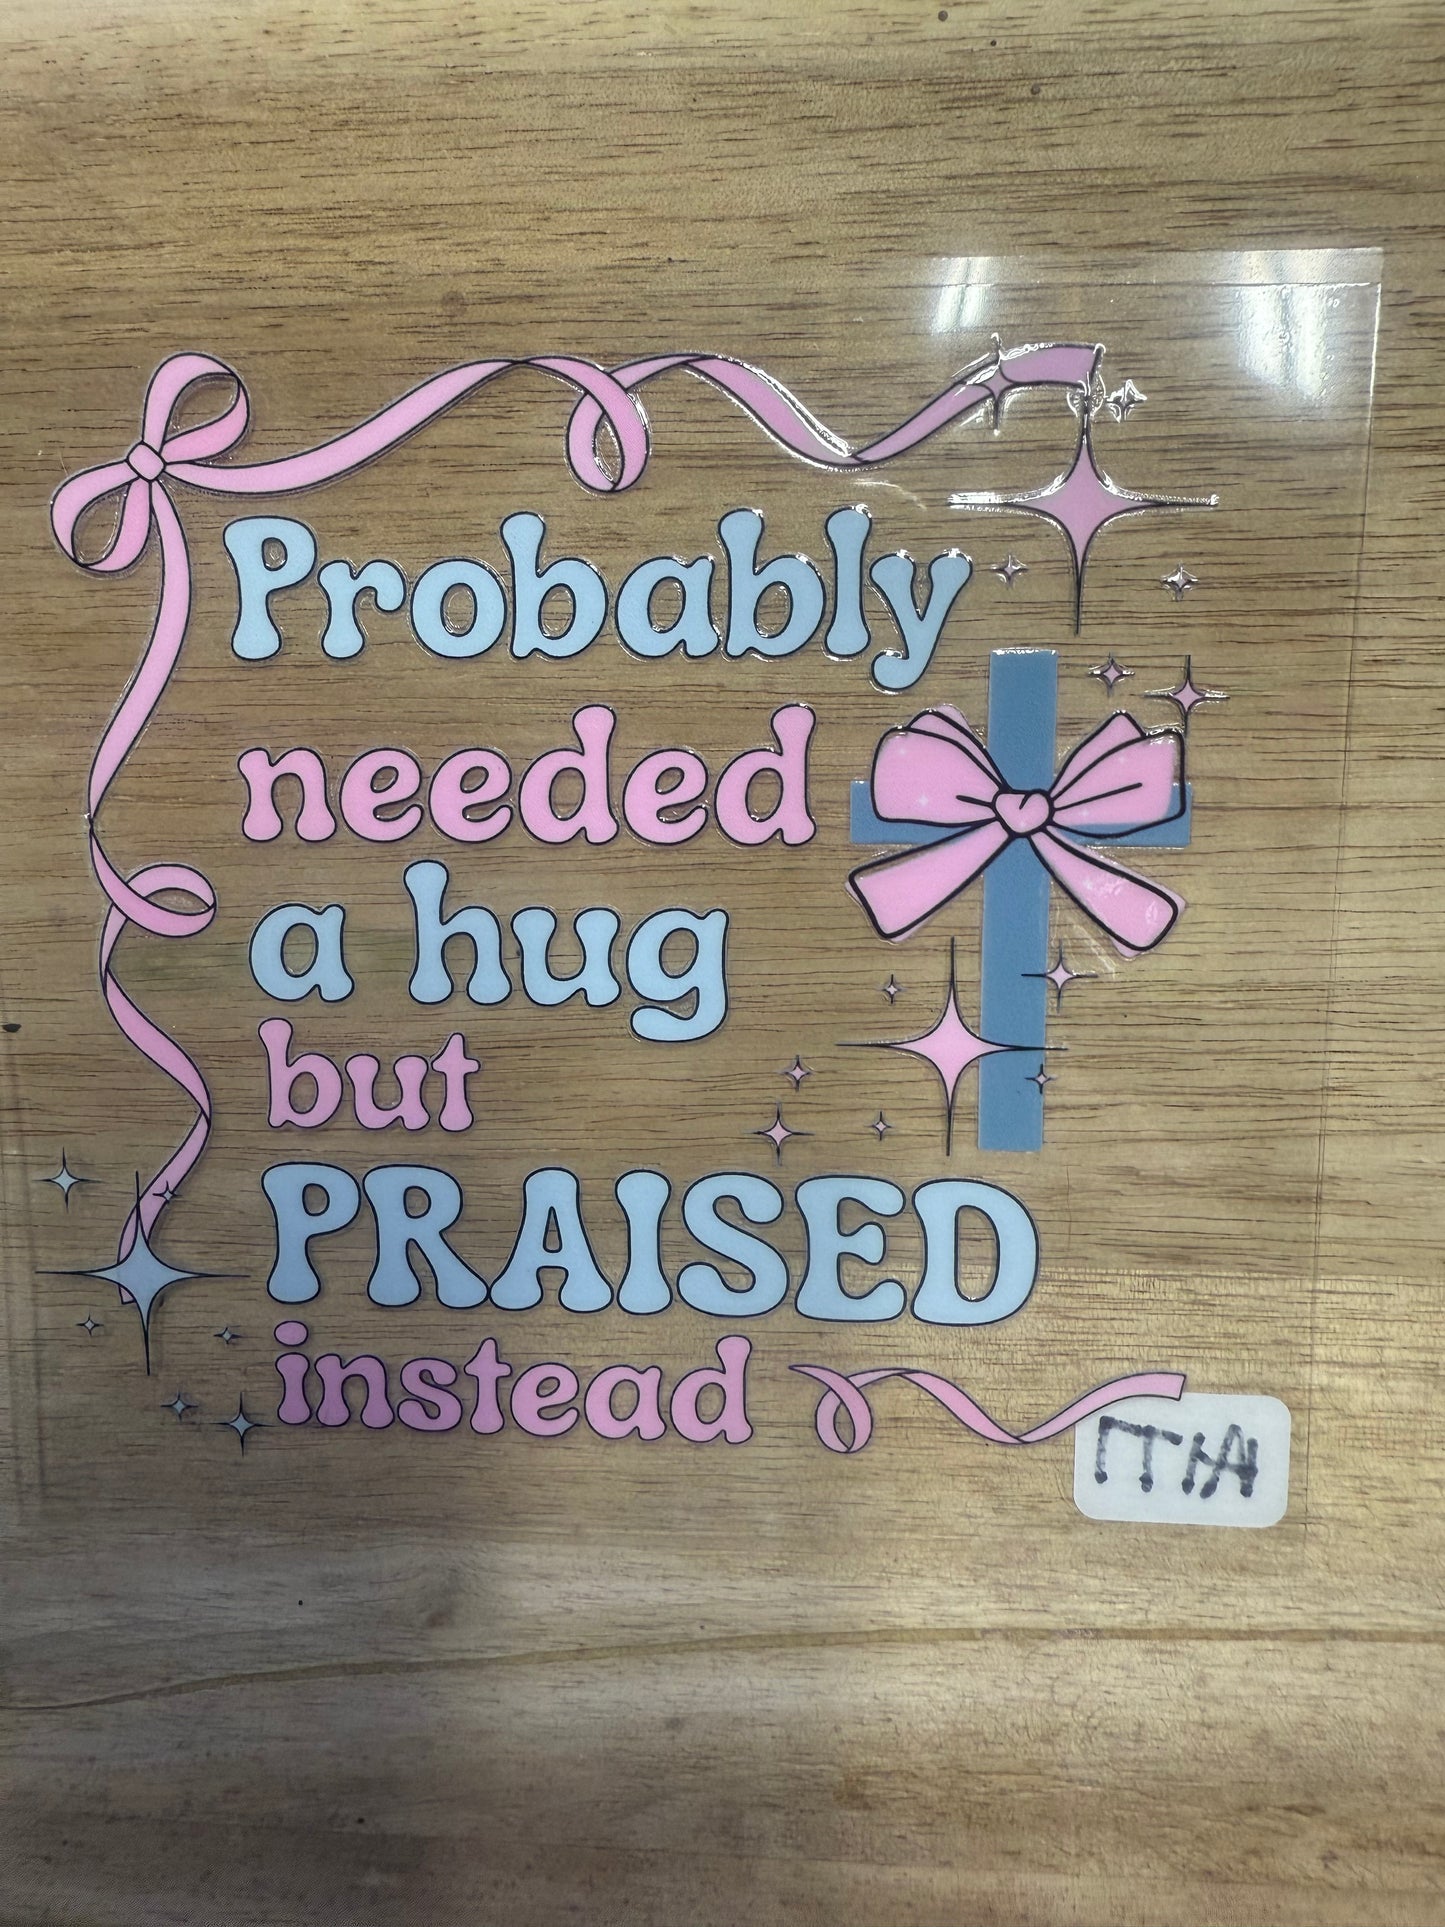 Probably
needed
a hug
but
PRAISED
instead